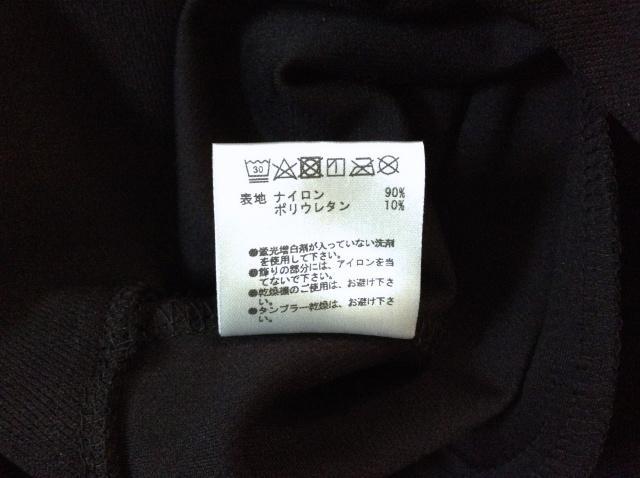 30
表地 ナイロン 90%
ポリウレタン 10%
●蛍光増白剤が入っていない洗剤
を使用して下さい。
●飾りの部分には、アイロンを当
てないで下さい。
●乾燥機のご使用は、お避け下さ
い。
●タンブラー乾燥は、お避け下さ
い。